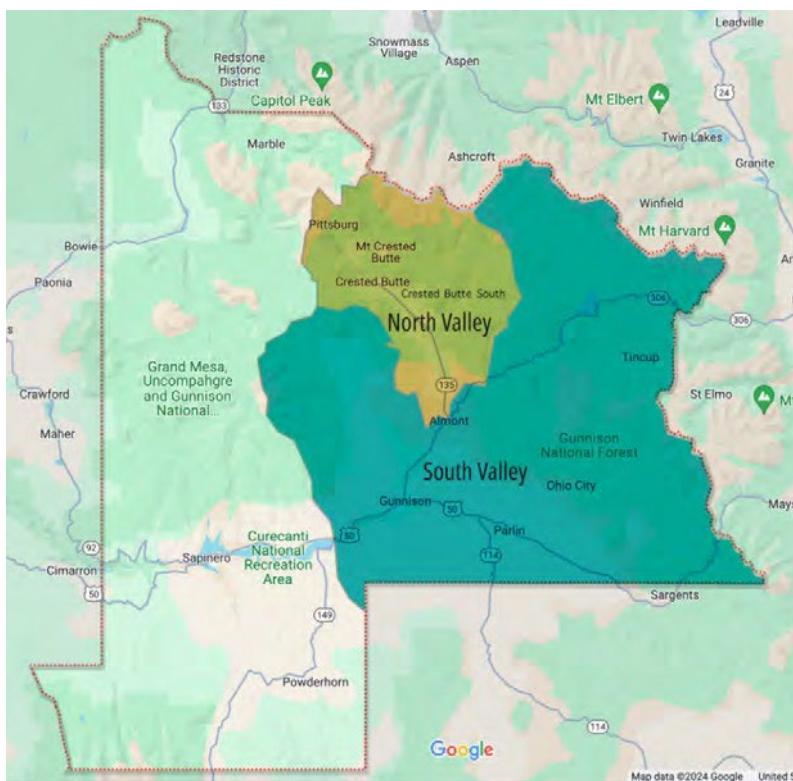 Leadville
Snowmass
Village
Redstone
Historic
District
Aspen
24
Capitol Peak
Mt Elbert
133
Twin Lakes
Marble
Ashcroft
Granite
Winfield
Pittsburg
Mt Harvard
Bowie
Mt Crested
Butte
Paonia
Crested Butte
Crested Butte South
306
306
North Valley
Tincup
Grand Mesa,
Uncompahgre
and Gunnison
National...
135
St Elmo
Crawford
Almont
Maher
Gunnison
National Forest
South Valley
Ohio City
Gunnison
50
50
Parlin
Curecanti
National
Recreation
Area
92
Sapinero
114
Cimarron
50
Sargents
149
Powderhorn
114
Google
Map data ©2024 Google
United